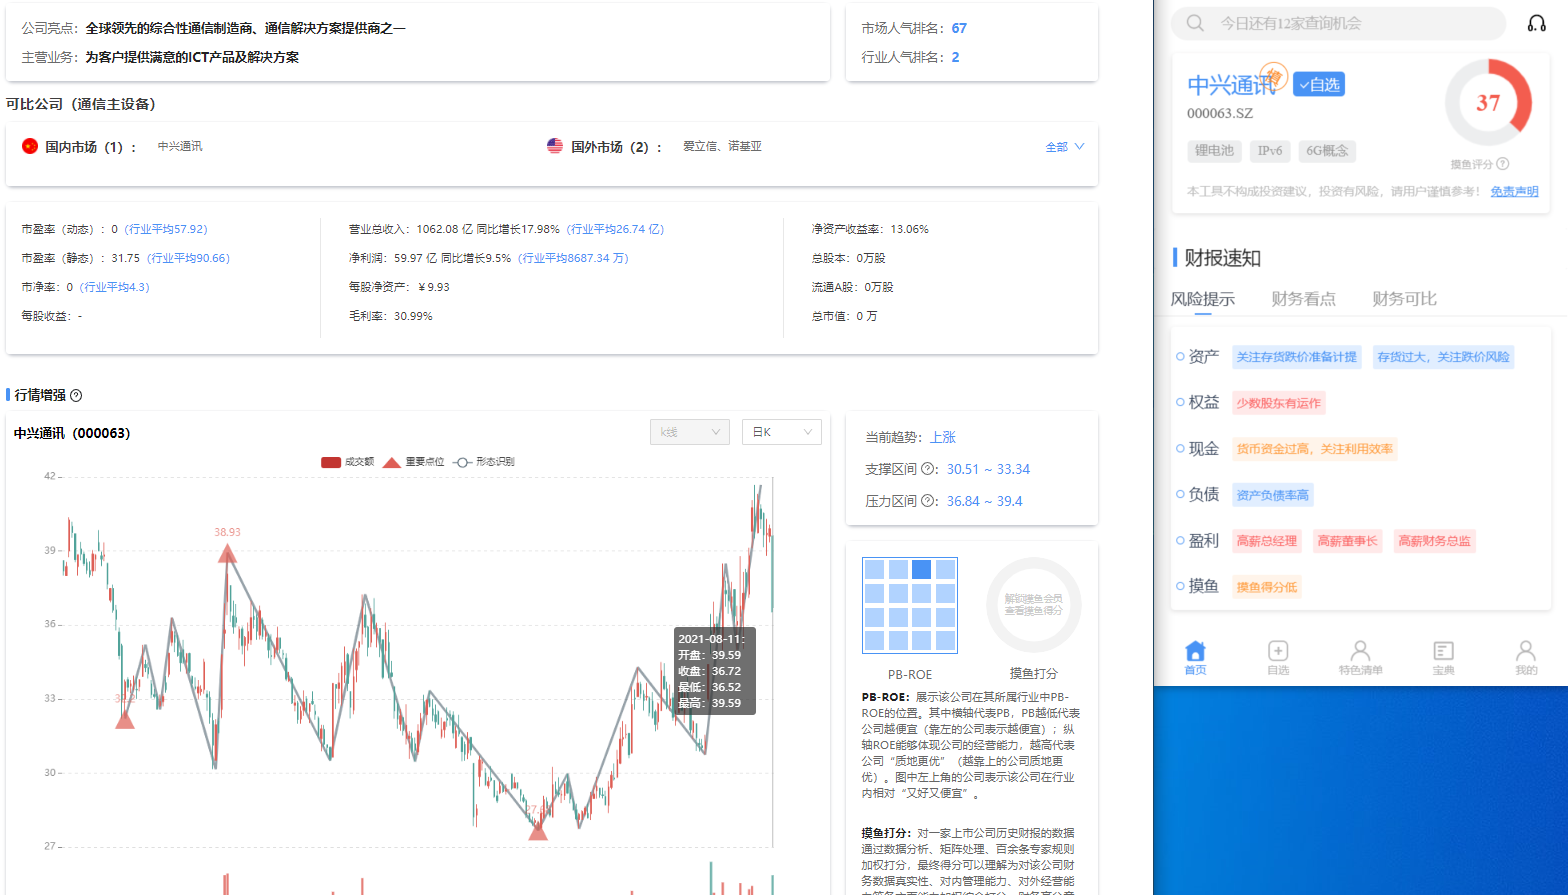 公司亮点：全球领先的综合性通信制造商、通信解决方案提供商之一
主营业务：为客户提供满意的ICT产品及解决方案
市场人气排名：67
行业人气排名：2
可比公司（通信主设备）
国内市场（1）： 中兴通讯 国外市场（2）： 爱立信、诺基亚 全部
市盈率（动态）：0（行业平均57.92）
市盈率（静态）：31.75（行业平均90.66）
市净率：0（行业平均4.3）
每股收益：-
营业总收入：1062.08 亿 同比增长17.98%（行业平均26.74 亿）
净利润：59.97 亿 同比增长9.5%（行业平均8687.34 万）
每股净资产：￥9.93
毛利率：30.99%
净资产收益率：13.06%
总股本：0万股
流通A股：0万股
总市值：0 万
行情增强?
中兴通讯（000063）
k线 日K
成交额 重要点位 形态识别
42
39
36
33
30
27
38.93
2021-08-11:
开盘：39.59
收盘：36.72
最低：36.52
最高：39.59
当前趋势：上涨
支撑区间?：30.51 ~ 33.34
压力区间?：36.84 ~ 39.4
解锁摸鱼会员
查看摸鱼得分
PB-ROE 摸鱼打分
PB-ROE：展示该公司在其所属行业中PB-
ROE的位置。其中横轴代表PB，PB越低代表
公司越便宜（靠左的公司表示越便宜）；纵
轴ROE能够体现公司的经营能力，越高代表
公司“质地更优”（越靠上的公司质地更
优）。图中左上角的公司表示该公司在行业
内相对“又好又便宜”。
摸鱼打分：对一家上市公司历史财报的数据
通过数据分析、矩阵处理、百余条专家规则
加权打分，最终得分可以理解为对该公司财
务数据真实性、对内管理能力、对外经营能
今日还有12家查询机会
中兴通讯 ✓自选
000063.SZ
锂电池 IPv6 6G概念
37
摸鱼评分?
本工具不构成投资建议，投资有风险，请用户谨慎参考！ 免责声明
财报速知
风险提示 财务看点 财务可比
资产 关注存货跌价准备计提 存货过大，关注跌价风险
权益 少数股东有运作
现金 货币资金过高，关注利用效率
负债 资产负债率高
盈利 高薪总经理 高薪董事长 高薪财务总监
摸鱼 摸鱼得分低
首页 自选 特色清单 宝典 我的